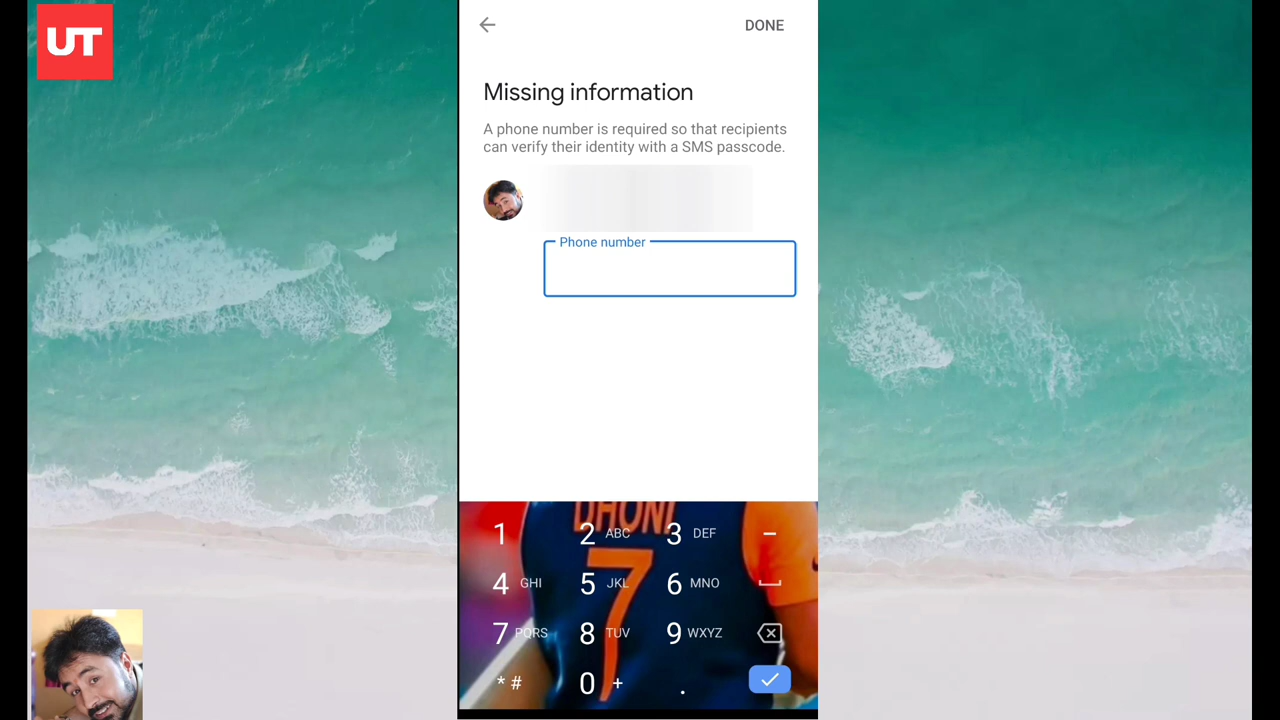 UT
DONE
Missing information
A phone number is required so that recipients
can verify their identity with a SMS passcode.
Phone number
DHONI
7
1 2 ABC 3 DEF -
4 GHI 5 JKL 6 MNO
7 PQRS 8 TUV 9 WXYZ
* # 0 + .